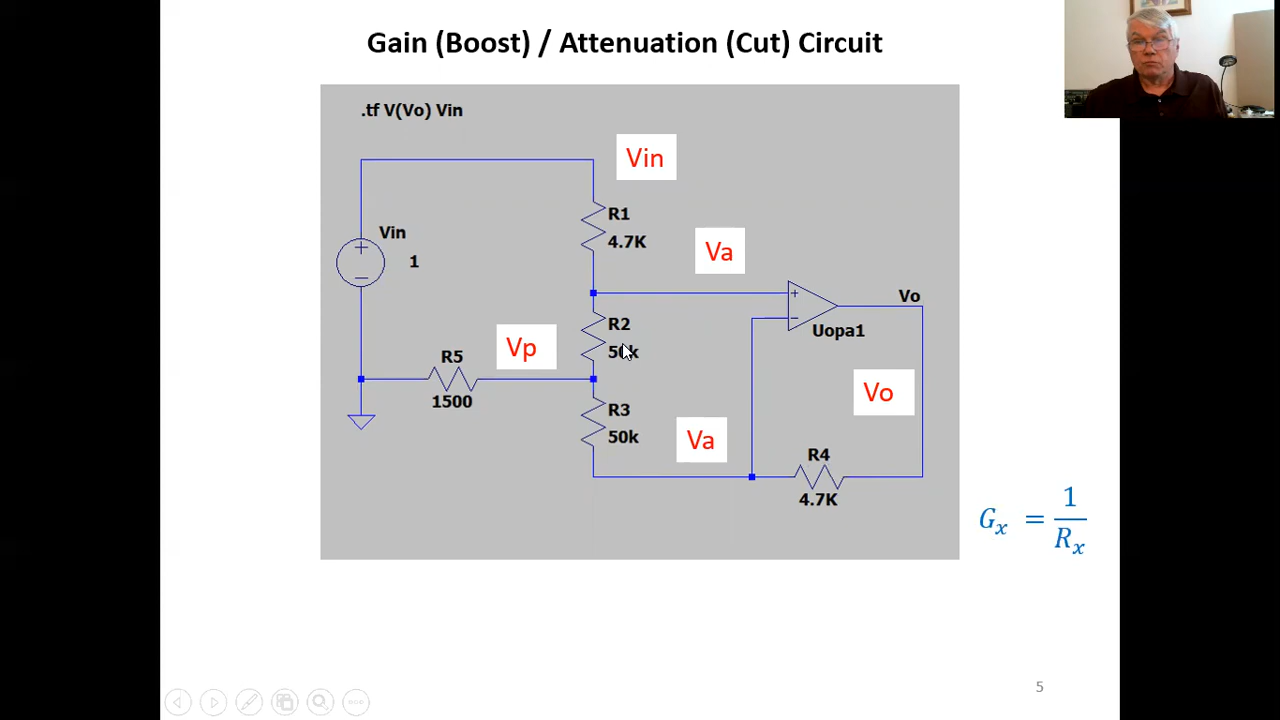 Gain (Boost) / Attenuation (Cut) Circuit
.tf V(Vo) Vin
Vin
Vin
1
R1
4.7K
Va
Vo
Uopa1
R2
50k
Vp
R5
1500
Vo
R3
50k
Va
R4
4.7K
Gₓ = 1/Rₓ
5